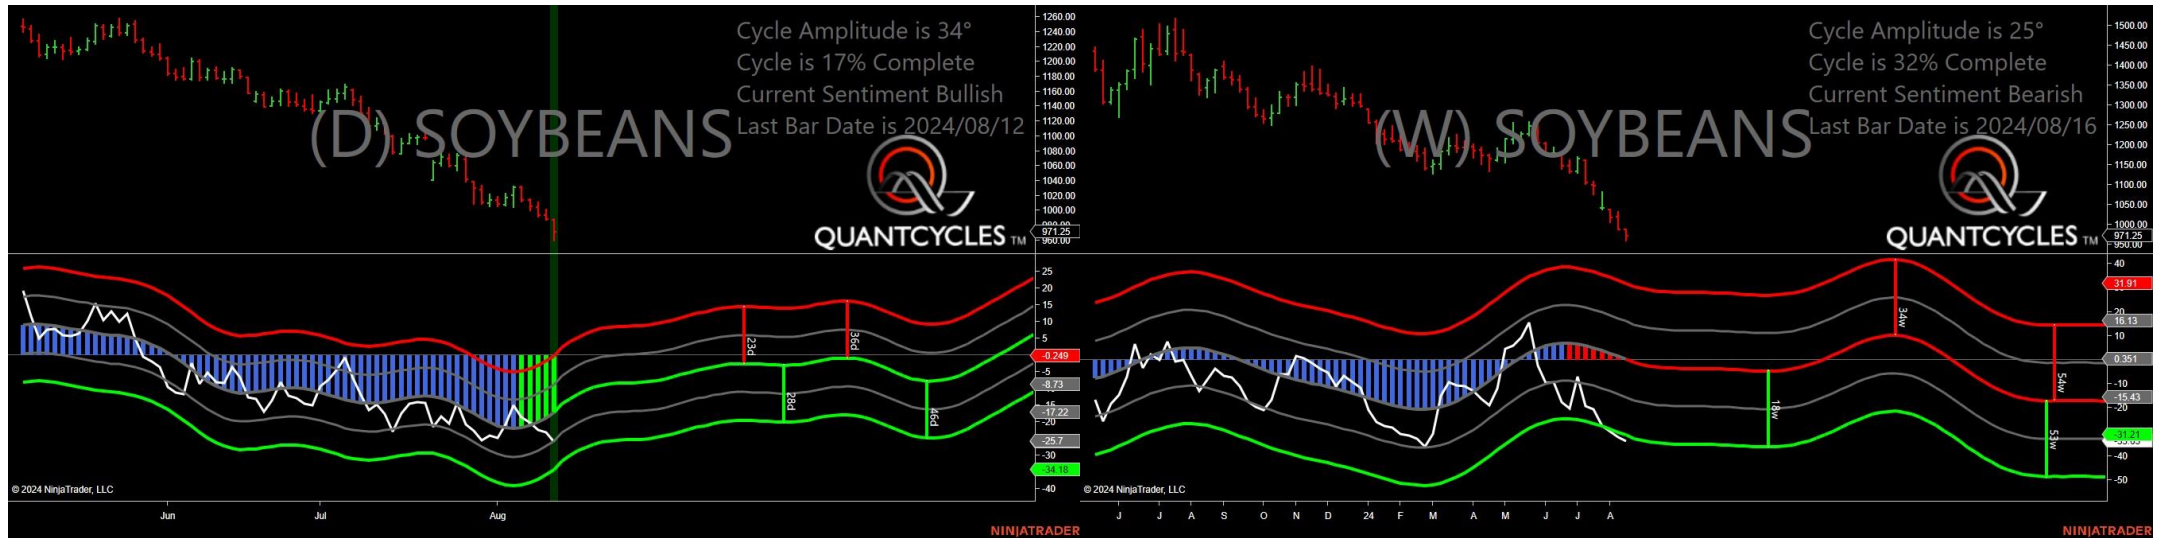 Cycle Amplitude is 34°
Cycle is 17% Complete
Current Sentiment Bullish
Last Bar Date is 2024/08/12
(D) SOYBEANS
QUANTCYCLES TM
1260.00
1240.00
1220.00
1200.00
1180.00
1160.00
1140.00
1120.00
1100.00
1080.00
1060.00
1040.00
1020.00
1000.00
971.25
960.00
25
20
15
10
5
-0.249
-5
-8.73
-17.22
-20
-25.7
-30
-34.18
-40
23d
28d
36d
46d
© 2024 NinjaTrader, LLC
Jun Jul Aug
NINJATRADER
Cycle Amplitude is 25°
Cycle is 32% Complete
Current Sentiment Bearish
Last Bar Date is 2024/08/16
(W) SOYBEANS
QUANTCYCLES TM
1500.00
1450.00
1400.00
1350.00
1300.00
1250.00
1200.00
1150.00
1100.00
1050.00
1000.00
971.25
950.00
40
31.91
16.13
10
0.351
-10
-15.43
-20
-31.21
-40
-50
18w
34w
54w
53w
© 2024 NinjaTrader, LLC
J J A S O N D 24 F M A M J J A
NINJATRADER